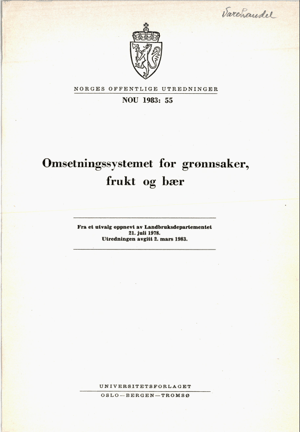 Varehandel
NORGES OFFENTLIGE UTREDNINGER
NOU 1983: 55
Omsetningssystemet for grønnsaker,
frukt og bær
Fra et utvalg oppnevnt av Landbruksdepartementet
21. juli 1978.
Utredningen avgitt 2. mars 1983.
UNIVERSITETSFORLAGET
OSLO—BERGEN—TROMSØ